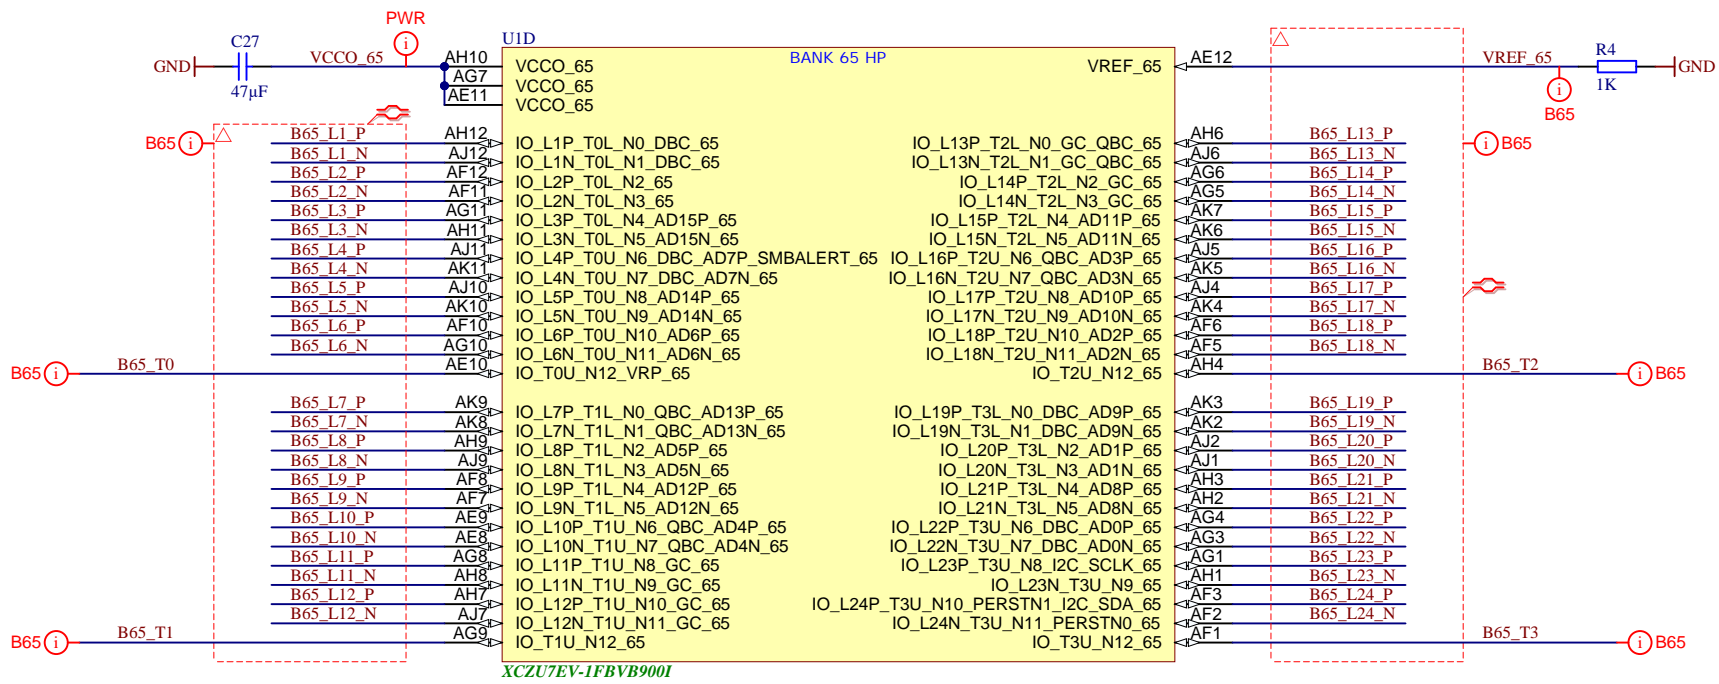 PWR
C27
GND
VCCO_65
47µF
U1D
BANK 65 HP
AH10 VCCO_65
AG7 VCCO_65
AE11 VCCO_65
VREF_65 AE12
VREF_65
B65
R4
1K
GND
B65
B65_L1_P AH12 IO_L1P_T0L_N0_DBC_65
B65_L1_N AJ12 IO_L1N_T0L_N1_DBC_65
B65_L2_P AF12 IO_L2P_T0L_N2_65
B65_L2_N AF11 IO_L2N_T0L_N3_65
B65_L3_P AG11 IO_L3P_T0L_N4_AD15P_65
B65_L3_N AH11 IO_L3N_T0L_N5_AD15N_65
B65_L4_P AJ11 IO_L4P_T0U_N6_DBC_AD7P_SMBALERT_65
B65_L4_N AK11 IO_L4N_T0U_N7_DBC_AD7N_65
B65_L5_P AJ10 IO_L5P_T0U_N8_AD14P_65
B65_L5_N AK10 IO_L5N_T0U_N9_AD14N_65
B65_L6_P AF10 IO_L6P_T0U_N10_AD6P_65
B65_L6_N AG10 IO_L6N_T0U_N11_AD6N_65
B65 B65_T0 AE10 IO_T0U_N12_VRP_65
B65_L7_P AK9 IO_L7P_T1L_N0_QBC_AD13P_65
B65_L7_N AK8 IO_L7N_T1L_N1_QBC_AD13N_65
B65_L8_P AH9 IO_L8P_T1L_N2_AD5P_65
B65_L8_N AJ9 IO_L8N_T1L_N3_AD5N_65
B65_L9_P AF8 IO_L9P_T1L_N4_AD12P_65
B65_L9_N AF7 IO_L9N_T1L_N5_AD12N_65
B65_L10_P AE9 IO_L10P_T1U_N6_QBC_AD4P_65
B65_L10_N AE8 IO_L10N_T1U_N7_QBC_AD4N_65
B65_L11_P AG8 IO_L11P_T1U_N8_GC_65
B65_L11_N AH8 IO_L11N_T1U_N9_GC_65
B65_L12_P AH7 IO_L12P_T1U_N10_GC_65
B65_L12_N AJ7 IO_L12N_T1U_N11_GC_65
B65 B65_T1 AG9 IO_T1U_N12_65
IO_L13P_T2L_N0_GC_QBC_65 AH6 B65_L13_P
B65
IO_L13N_T2L_N1_GC_QBC_65 AJ6 B65_L13_N
IO_L14P_T2L_N2_GC_65 AG6 B65_L14_P
IO_L14N_T2L_N3_GC_65 AG5 B65_L14_N
IO_L15P_T2L_N4_AD11P_65 AK7 B65_L15_P
IO_L15N_T2L_N5_AD11N_65 AK6 B65_L15_N
IO_L16P_T2U_N6_QBC_AD3P_65 AJ5 B65_L16_P
IO_L16N_T2U_N7_QBC_AD3N_65 AK5 B65_L16_N
IO_L17P_T2U_N8_AD10P_65 AJ4 B65_L17_P
IO_L17N_T2U_N9_AD10N_65 AK4 B65_L17_N
IO_L18P_T2U_N10_AD2P_65 AF6 B65_L18_P
IO_L18N_T2U_N11_AD2N_65 AF5 B65_L18_N
IO_T2U_N12_65 AH4 B65_T2 B65
IO_L19P_T3L_N0_DBC_AD9P_65 AK3 B65_L19_P
IO_L19N_T3L_N1_DBC_AD9N_65 AK2 B65_L19_N
IO_L20P_T3L_N2_AD1P_65 AJ2 B65_L20_P
IO_L20N_T3L_N3_AD1N_65 AJ1 B65_L20_N
IO_L21P_T3L_N4_AD8P_65 AH3 B65_L21_P
IO_L21N_T3L_N5_AD8N_65 AH2 B65_L21_N
IO_L22P_T3U_N6_DBC_AD0P_65 AG4 B65_L22_P
IO_L22N_T3U_N7_DBC_AD0N_65 AG3 B65_L22_N
IO_L23P_T3U_N8_I2C_SCLK_65 AG1 B65_L23_P
IO_L23N_T3U_N9_65 AH1 B65_L23_N
IO_L24P_T3U_N10_PERSTN1_I2C_SDA_65 AF3 B65_L24_P
IO_L24N_T3U_N11_PERSTN0_65 AF2 B65_L24_N
IO_T3U_N12_65 AF1 B65_T3 B65
XCZU7EV-1FBVB900I